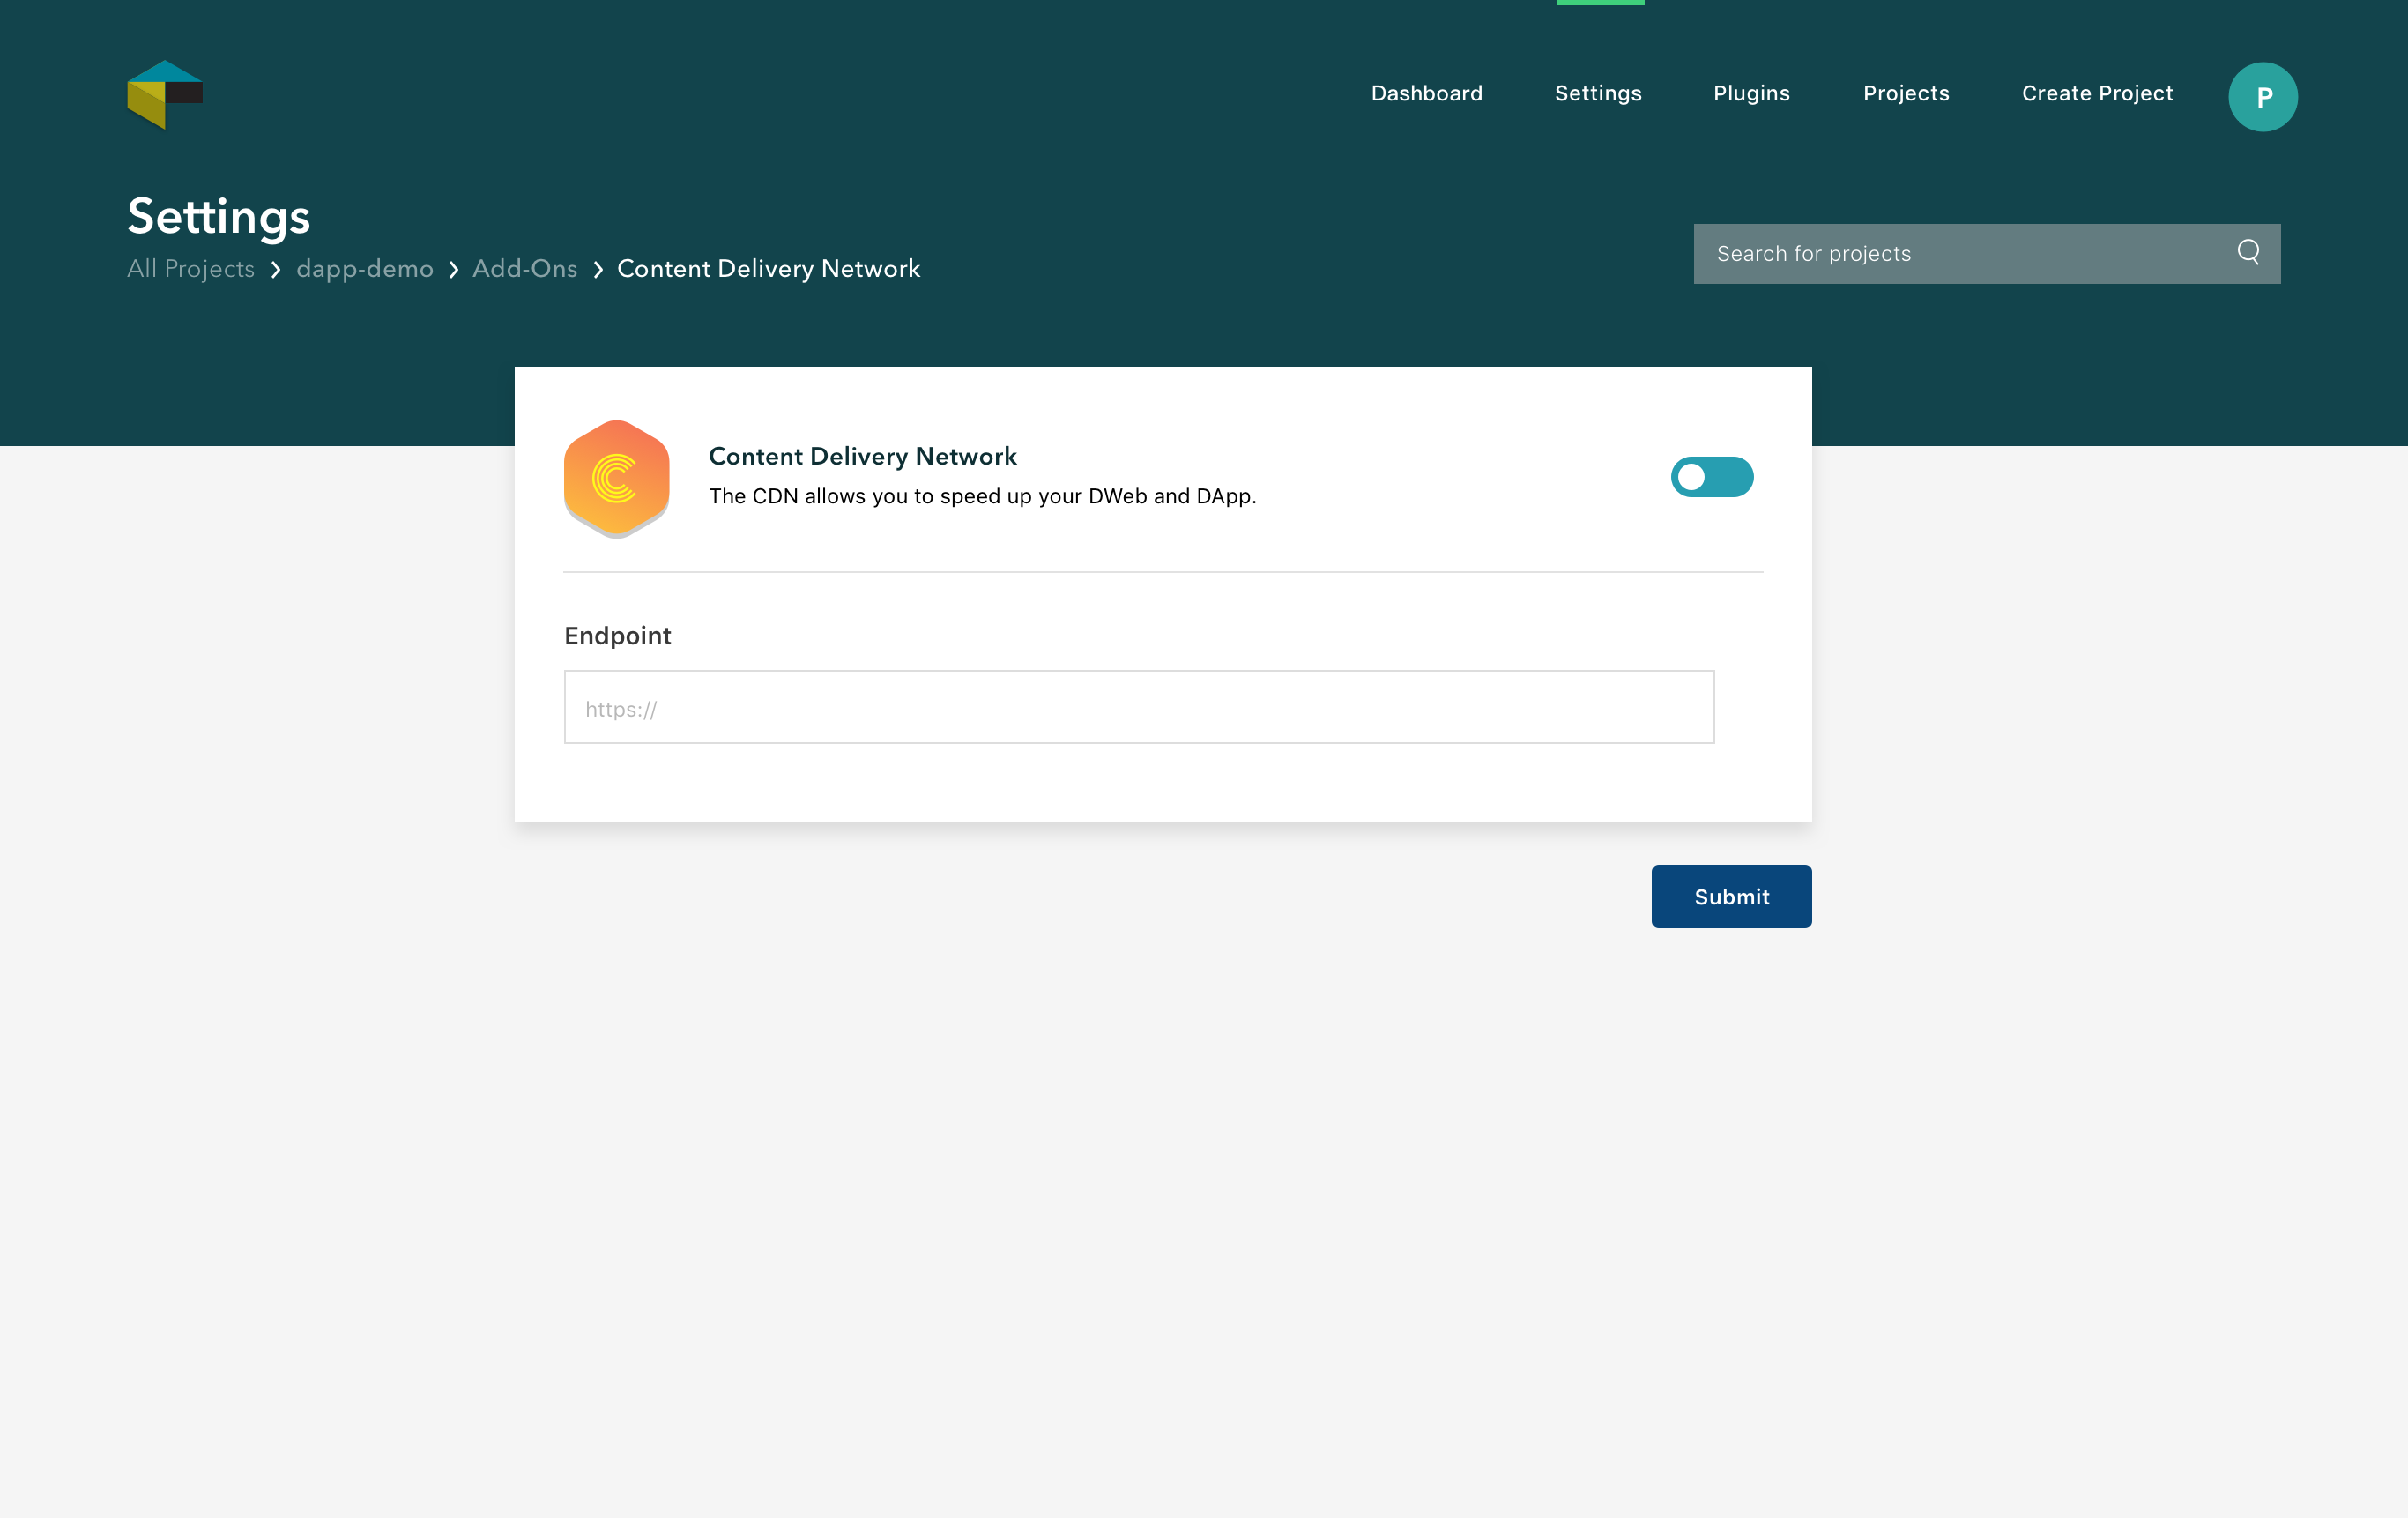 Dashboard Settings Plugins Projects Create Project P
Settings
All Projects > dapp-demo > Add-Ons > Content Delivery Network
Search for projects
Content Delivery Network
The CDN allows you to speed up your DWeb and DApp.
Endpoint
https://
Submit